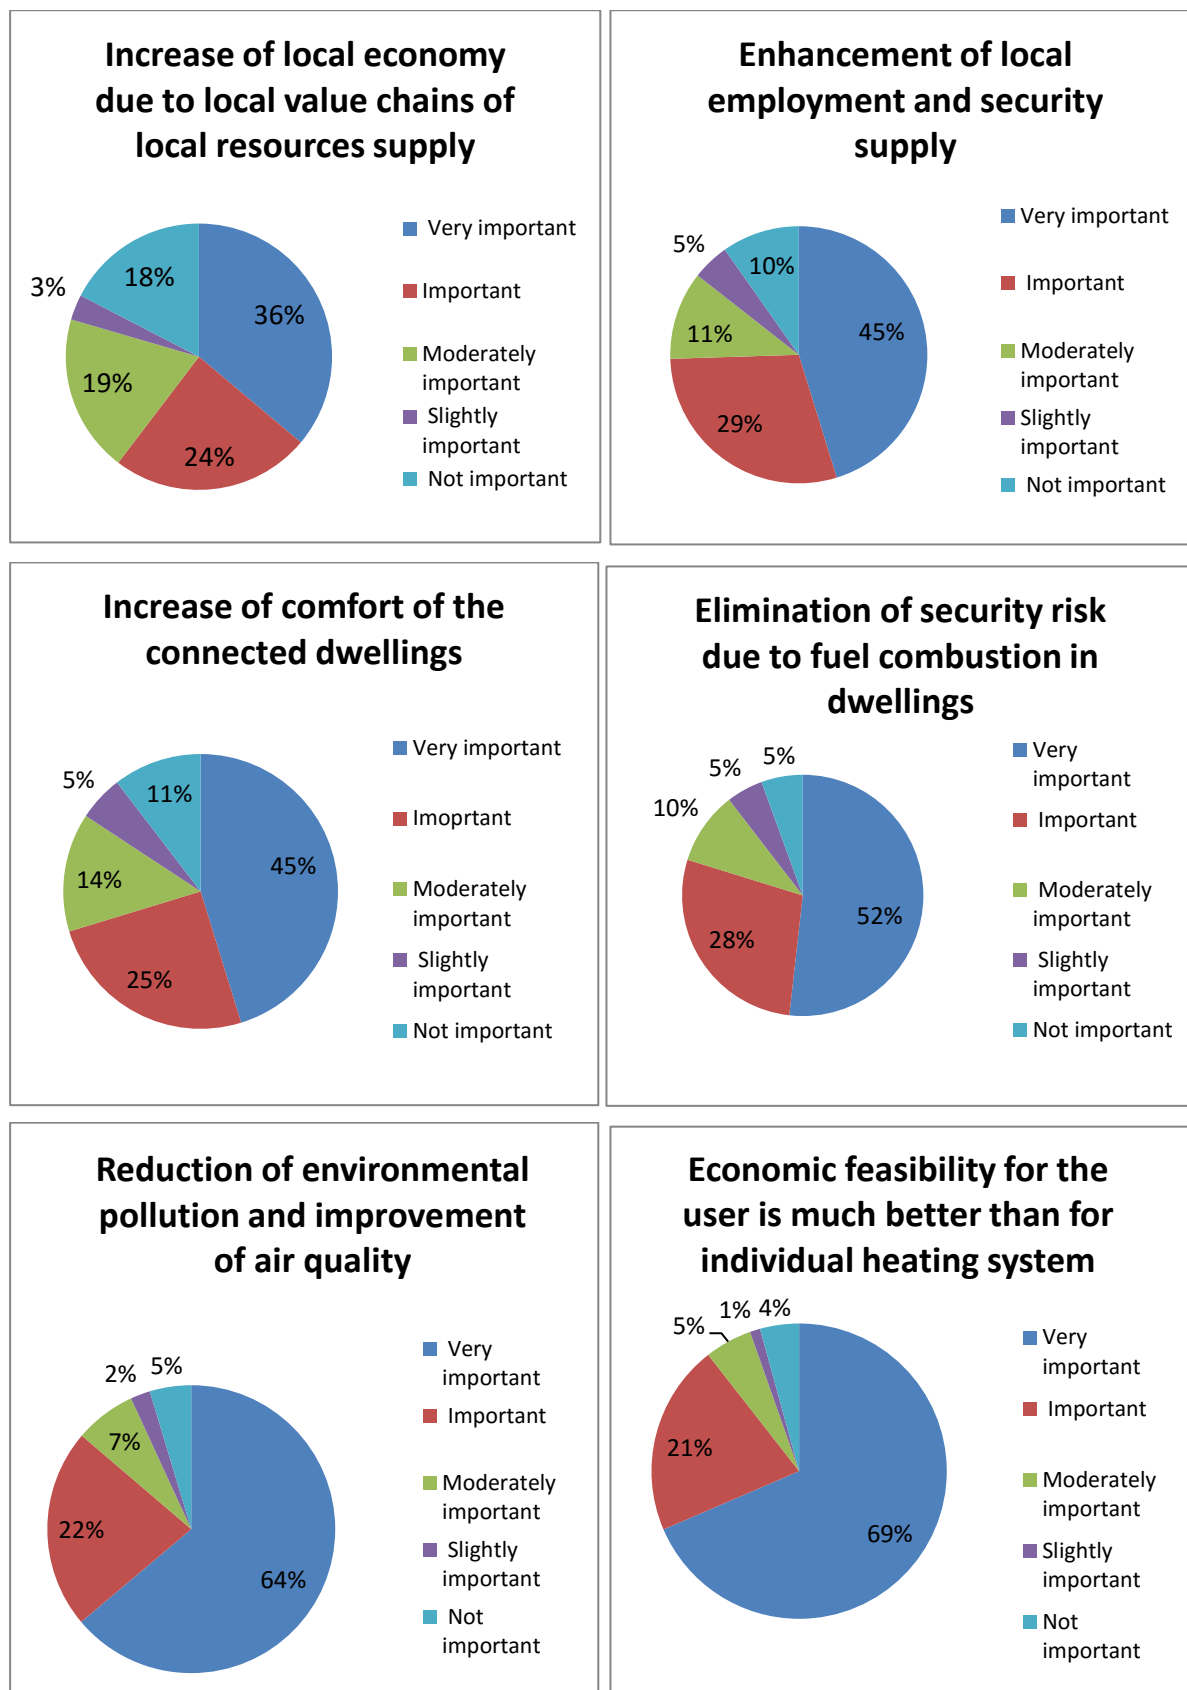 Increase of local economy
due to local value chains of
local resources supply
Very important
Important
Moderately
important
Slightly
important
Not important
36%
24%
19%
3%
18%
Enhancement of local
employment and security
supply
Very important
Important
Moderately
important
Slightly
important
Not important
45%
29%
11%
5%
10%
Increase of comfort of the
connected dwellings
Very important
Imoprtant
Moderately
important
Slightly
important
Not important
45%
25%
14%
5%
11%
Elimination of security risk
due to fuel combustion in
dwellings
Very
important
Important
Moderately
important
Slightly
important
Not important
52%
28%
10%
5%
5%
Reduction of environmental
pollution and improvement
of air quality
Very
important
Important
Moderately
important
Slightly
important
Not
important
64%
22%
7%
2%
5%
Economic feasibility for the
user is much better than for
individual heating system
Very
important
Important
Moderately
important
Slightly
important
Not
important
69%
21%
5%
1%
4%